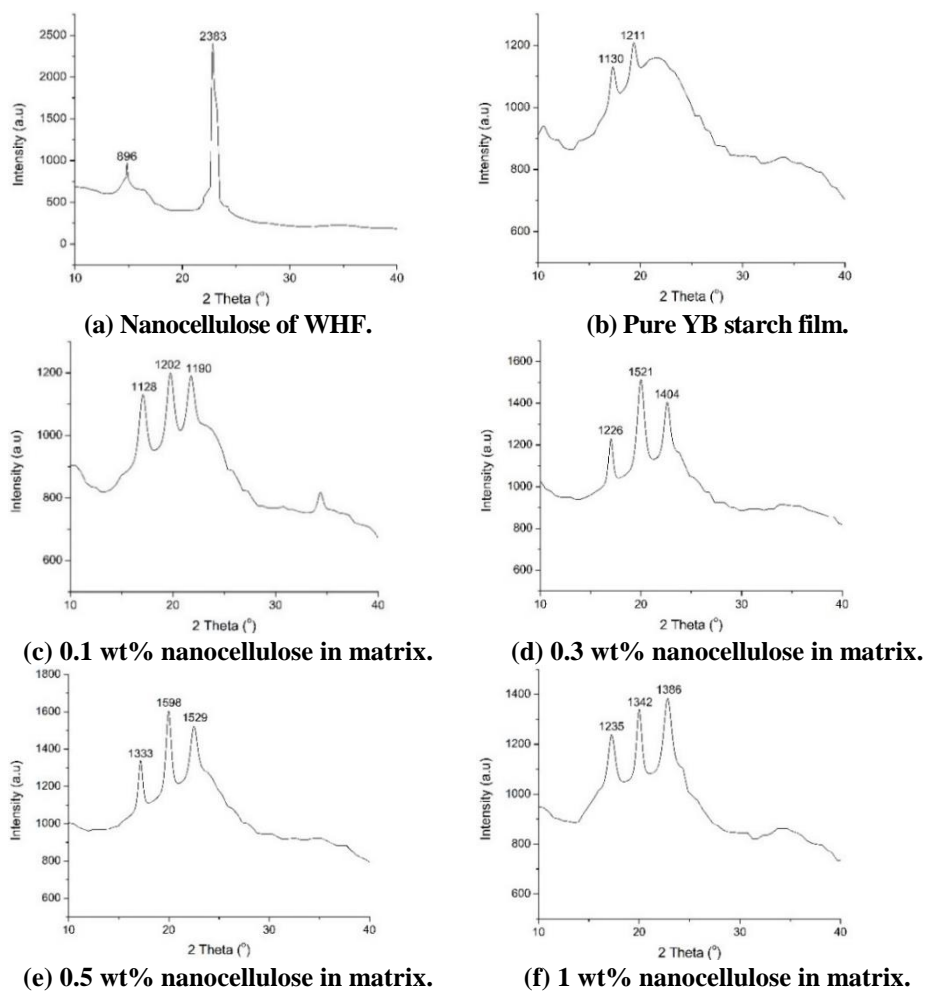 2383
896
2500
2000
1500
1000
500
0
Intensity (a.u)
10 20 30 40
2 Theta (°)
(a) Nanocellulose of WHF.
1211
1130
1200
1000
800
600
Intensity (a.u)
10 20 30 40
2 Theta (°)
(b) Pure YB starch film.
1128 1202 1190
1200
1000
800
600
Intensity (a.u)
10 20 30 40
2 Theta (°)
(c) 0.1 wt% nanocellulose in matrix.
1521
1404
1226
1600
1400
1200
1000
800
600
Intensity (a.u)
10 20 30 40
2 Theta (°)
(d) 0.3 wt% nanocellulose in matrix.
1598
1529
1333
1800
1600
1400
1200
1000
800
600
Intensity (a.u)
10 20 30 40
2 Theta (°)
(e) 0.5 wt% nanocellulose in matrix.
1386
1342
1235
1400
1200
1000
800
600
Intensity (a.u)
10 20 30 40
2 Theta (°)
(f) 1 wt% nanocellulose in matrix.